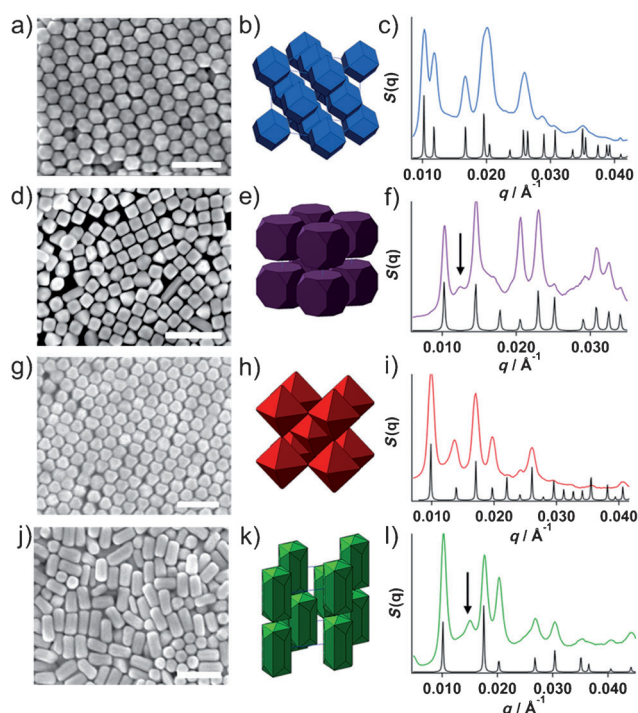 a)
b)
c)
S(q)
0.010 0.020 0.030 0.040
q / Å⁻¹
d)
e)
f)
S(q)
0.010 0.020 0.030
q / Å⁻¹
g)
h)
i)
S(q)
0.010 0.020 0.030 0.040
q / Å⁻¹
j)
k)
l)
S(q)
0.010 0.020 0.030 0.040
q / Å⁻¹